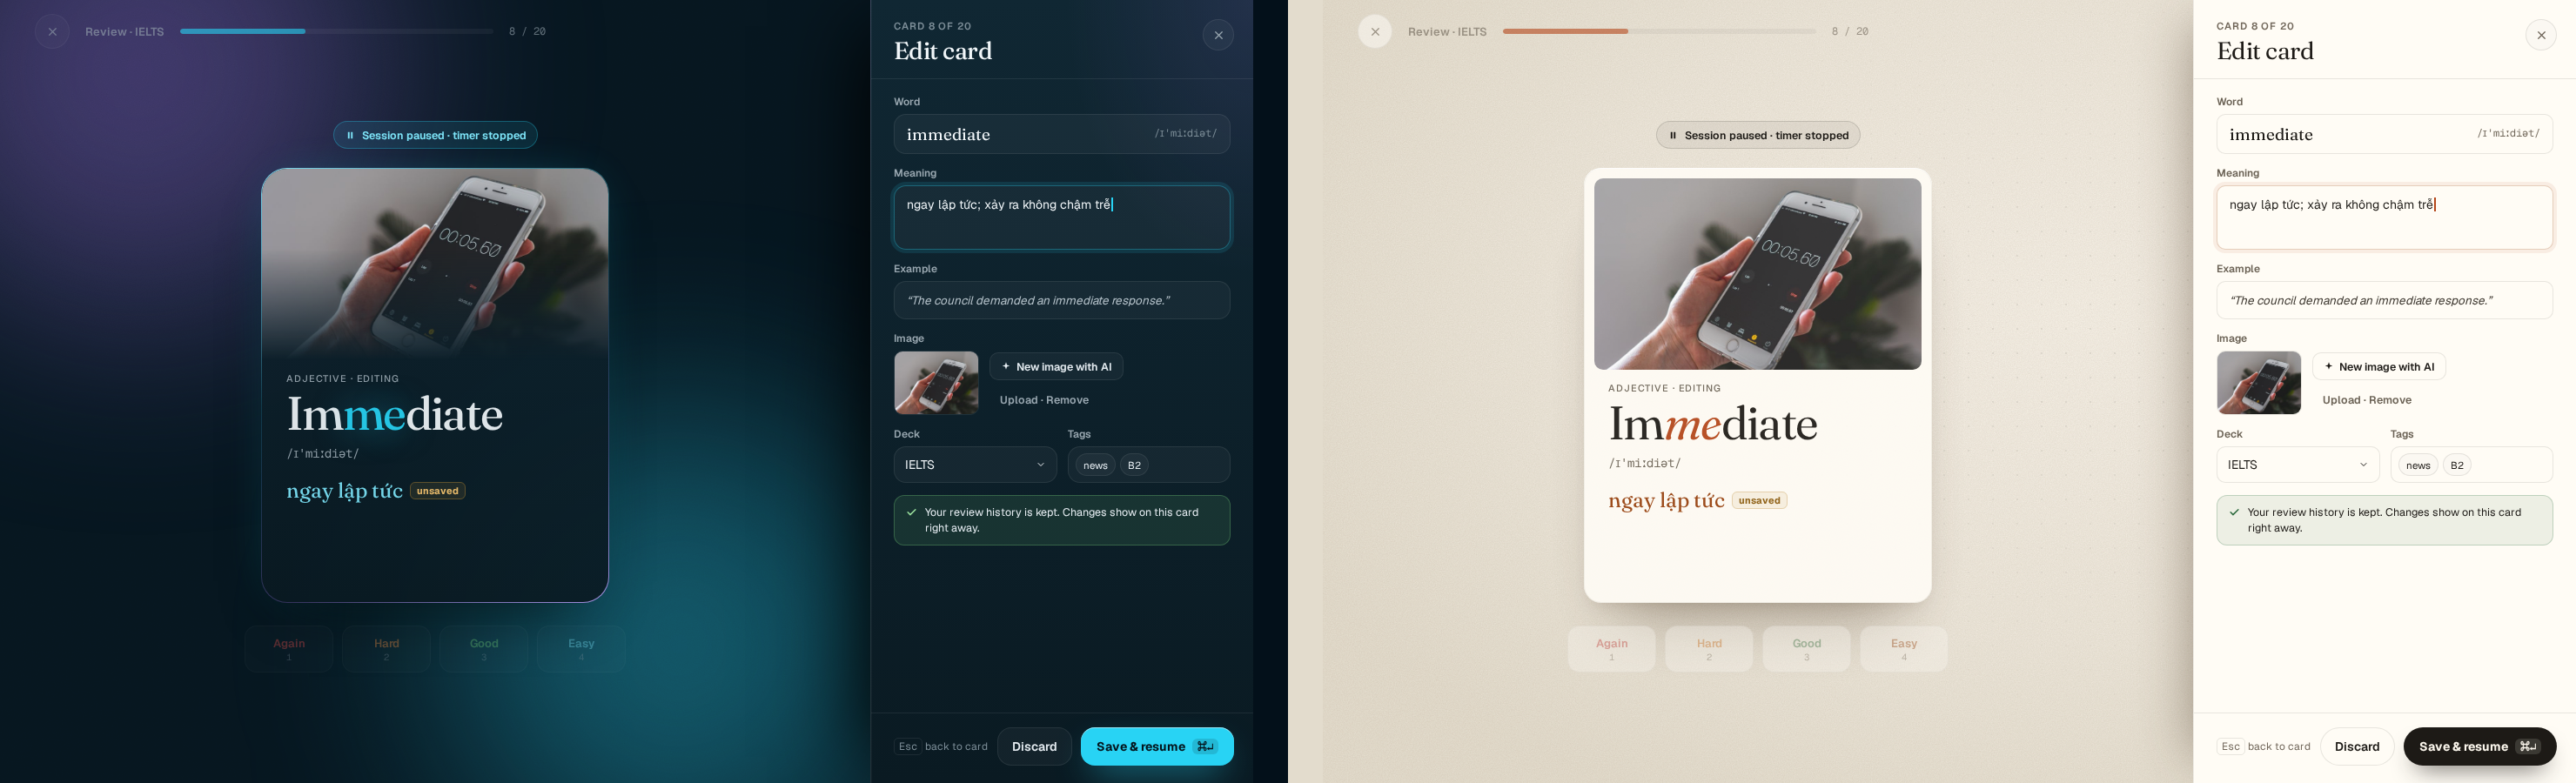 Review · IELTS
8 / 20
Session paused · timer stopped
00:05.60
ADJECTIVE · EDITING
Immediate
/ɪˈmiːdiət/
ngay lập tức unsaved
Again
1
Hard
2
Good
3
Easy
4
CARD 8 OF 20
Edit card
Word
immediate
/ɪˈmiːdiət/
Meaning
ngay lập tức; xảy ra không chậm trễ
Example
“The council demanded an immediate response.”
Image
New image with AI
Upload · Remove
Deck
Tags
IELTS
news B2
Your review history is kept. Changes show on this card
right away.
Esc back to card
Discard
Save & resume ⌘↵
Review · IELTS
8 / 20
Session paused · timer stopped
00:05.60
ADJECTIVE · EDITING
Immediate
/ɪˈmiːdiət/
ngay lập tức unsaved
Again
1
Hard
2
Good
3
Easy
4
CARD 8 OF 20
Edit card
Word
immediate
/ɪˈmiːdiət/
Meaning
ngay lập tức; xảy ra không chậm trễ
Example
“The council demanded an immediate response.”
Image
New image with AI
Upload · Remove
Deck
Tags
IELTS
news B2
Your review history is kept. Changes show on this card
right away.
Esc back to card
Discard
Save & resume ⌘↵